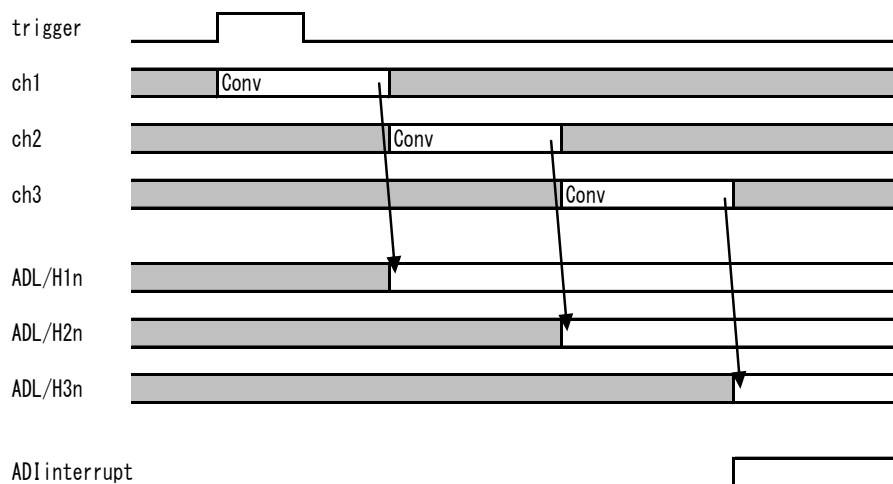 trigger
ch1 Conv
ch2 Conv
ch3 Conv
ADL/H1n
ADL/H2n
ADL/H3n
ADIinterrupt